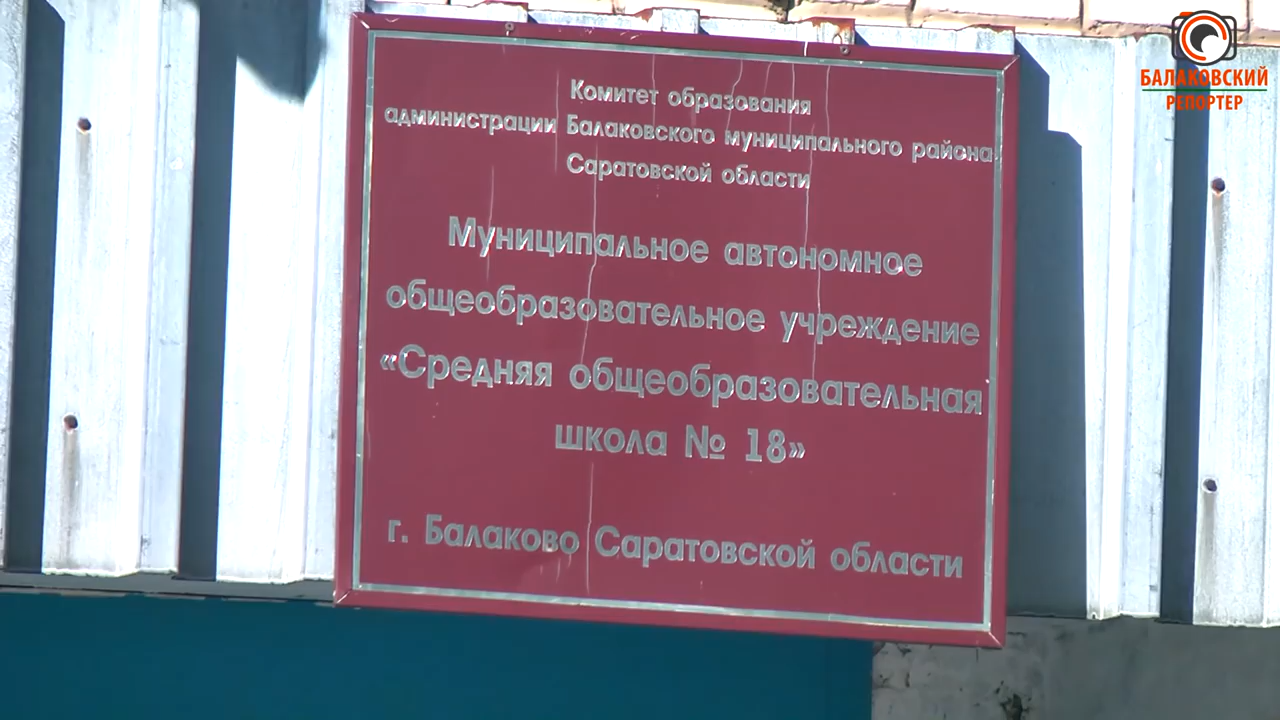 Комитет образования
администрации Балаковского муниципального района
Саратовской области
Муниципальное автономное
общеобразовательное учреждение
«Средняя общеобразовательная
школа № 18»
г. Балаково Саратовской области
БАЛАКОВСКИЙ
РЕПОРТЕР